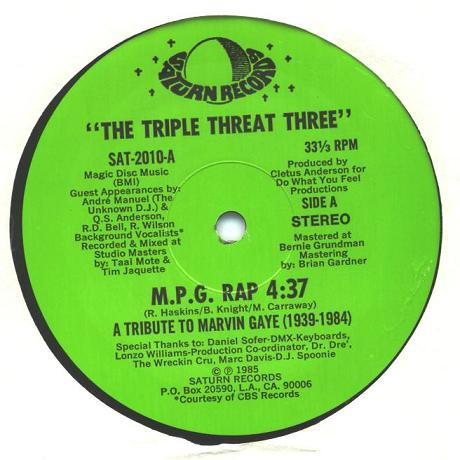 SATURN RECORDS
"THE TRIPLE THREAT THREE"
SAT-2010-A
Magic Disc Music
(BMI)
Guest Appearances by:
André Manuel (The
Unknown D.J.) &
Q.S. Anderson,
R.D. Bell, R. Wilson
Background Vocalists*
Recorded & Mixed at
Studio Masters
by: Taai Mote &
Tim Jaquette
33⅓ RPM
Produced by
Cletus Anderson for
Do What You Feel
Productions
SIDE A
STEREO
Mastered at
Bernie Grundman
Mastering
by: Brian Gardner
M.P.G. RAP 4:37
(R. Haskins/B. Knight/M. Carraway)
A TRIBUTE TO MARVIN GAYE (1939-1984)
Special Thanks to: Daniel Sofer-DMX-Keyboards,
Lonzo Williams-Production Co-ordinator, Dr. Dre',
The Wreckin Cru, Marc Davis-D.J. Spoonie
© ℗ 1985
SATURN RECORDS
P.O. Box 20590, L.A., CA. 90006
*Courtesy of CBS Records